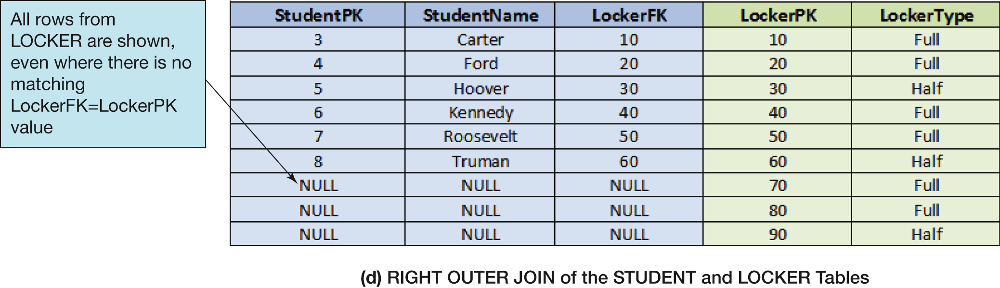 All rows from
LOCKER are shown,
even where there is no
matching
LockerFK=LockerPK
value
StudentPK StudentName LockerFK LockerPK LockerType
3 Carter 10 10 Full
4 Ford 20 20 Full
5 Hoover 30 30 Half
6 Kennedy 40 40 Full
7 Roosevelt 50 50 Full
8 Truman 60 60 Half
NULL NULL NULL 70 Full
NULL NULL NULL 80 Full
NULL NULL NULL 90 Half
(d) RIGHT OUTER JOIN of the STUDENT and LOCKER Tables